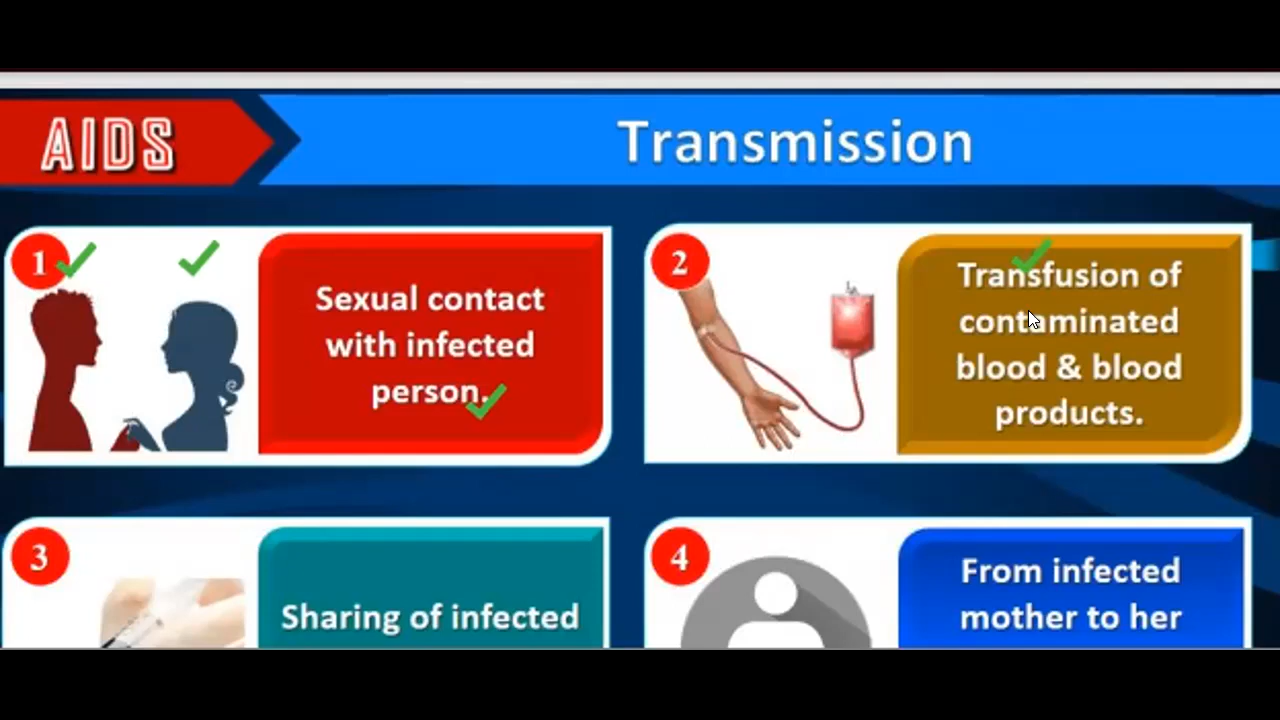 AIDS
Transmission
1
Sexual contact
with infected
person.
2
Transfusion of
contaminated
blood & blood
products.
3
Sharing of infected
4
From infected
mother to her